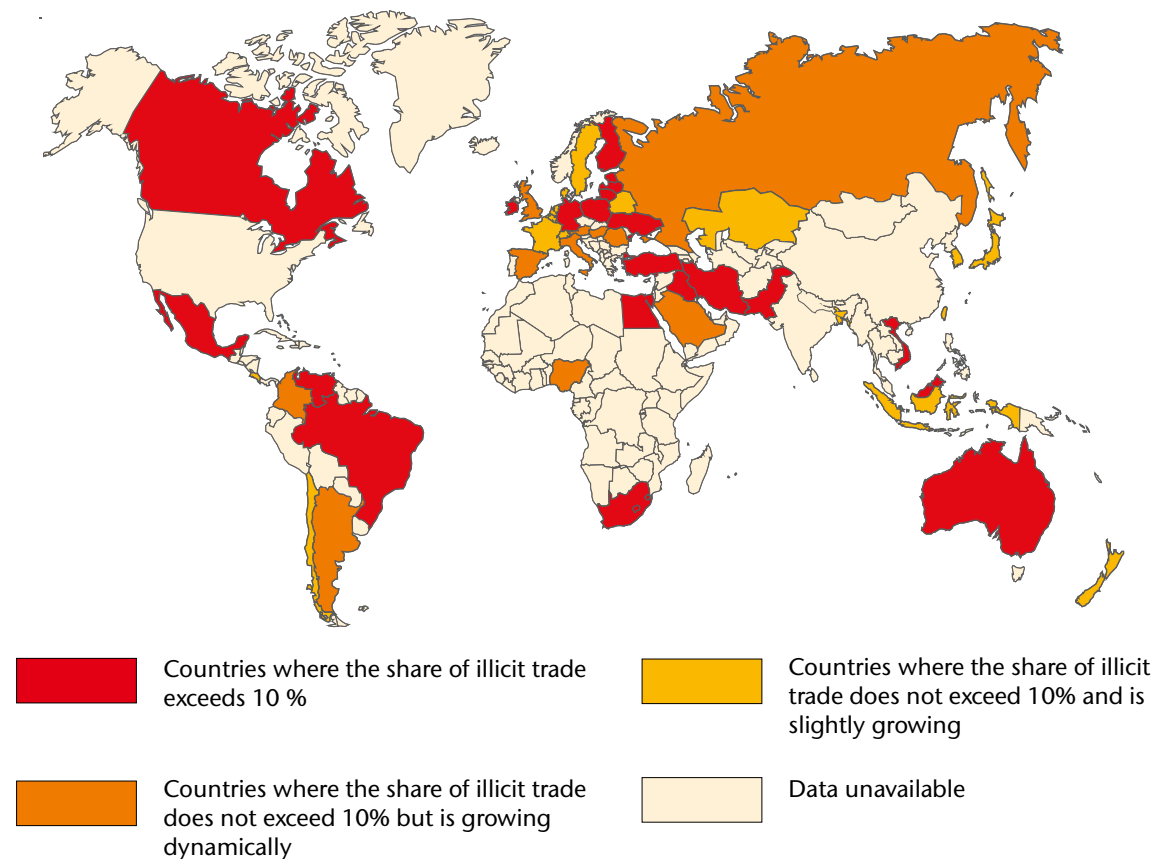 Countries where the share of illicit trade
exceeds 10 %
Countries where the share of illicit
trade does not exceed 10% and is
slightly growing
Countries where the share of illicit trade
does not exceed 10% but is growing
dynamically
Data unavailable